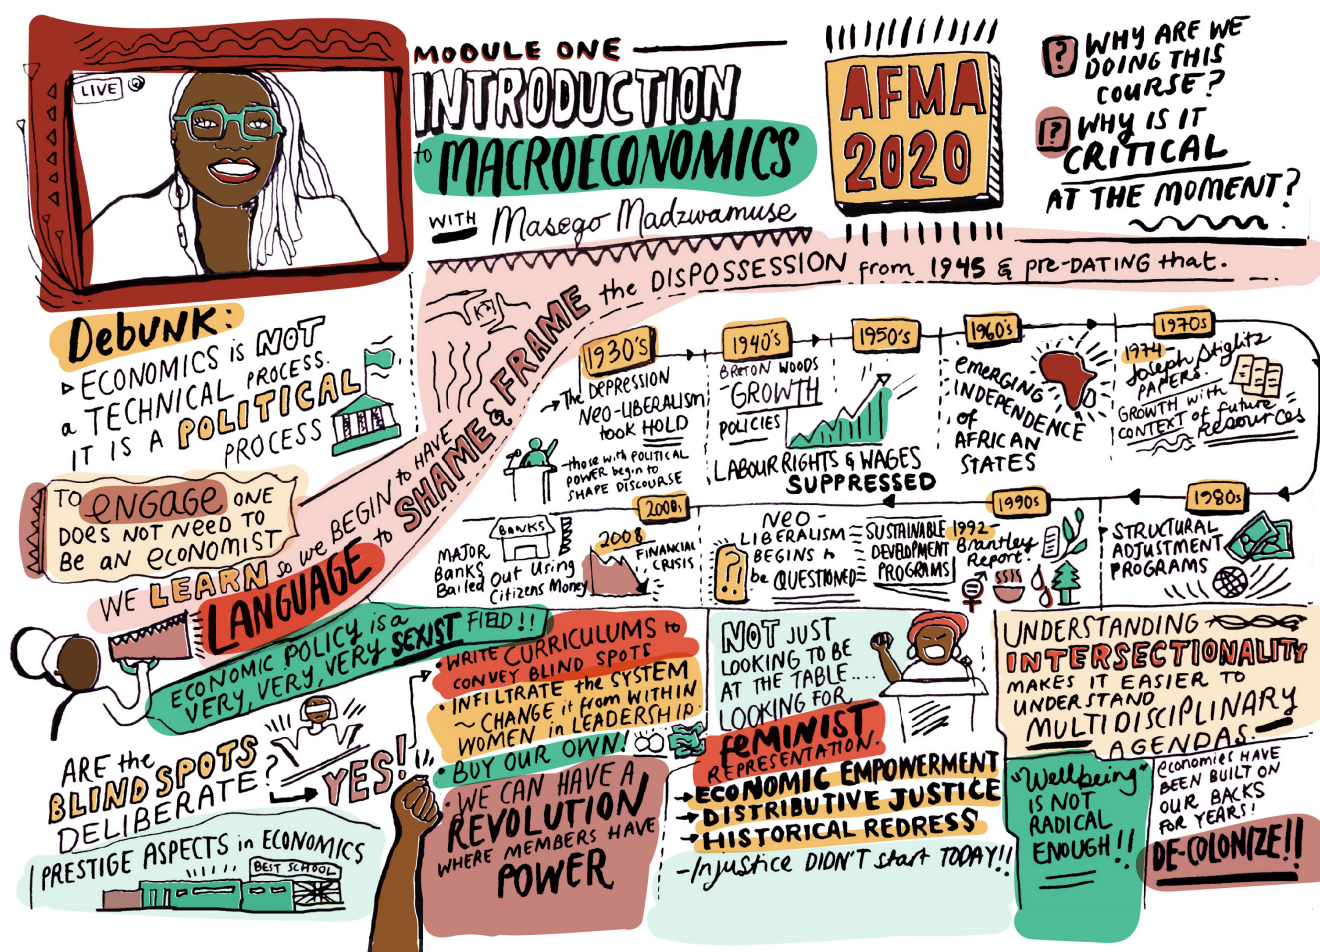 LIVE
MODULE ONE
INTRODUCTION
to MACROECONOMICS
WITH Masego Madzwamuse
AFMA
2020
? WHY ARE WE
DOING THIS
COURSE?
? WHY IS IT
CRITICAL
AT THE MOMENT?
DebUNK:
ECONOMICS is NOT
a TECHNICAL PROCESS.
IT IS A POLITICAL
PROCESS
TO ENGAGE ONE
DOES NOT NEED TO
BE AN ECONOMIST
WE LEARN so we BEGIN to HAVE
LANGUAGE to SHAME & FRAME the DISPOSSESSION from 1945 & pre-DATING that.
1930's
The DEPRESSION
NEO-LIBERALISM
took HOLD
-those with POLITICAL
POWER begin to
SHAPE DISCOURSE
1940's
BRETON WOODS
-GROWTH
POLICIES
1950's
LABOUR RIGHTS & WAGES
SUPPRESSED
1960's
emerging
INDEPENDENCE
of
AFRICAN
STATES
1970s
1974-
Joseph Stiglitz
PAPERS.
GROWTH with
CONTEXT of future
Resources
1980s
STRUCTURAL
ADJUSTMENT
PROGRAMS
1990s
1992-
Brantley
Report.
SUSTAINABLE
DEVELOPMENT
PROGRAMS
NEO-
LIBERALISM
BEGINS to
be QUESTIONED
?
2000s
2008
FINANCIAL
CRISIS
BANKS
MAJOR
BANKS
Bailed Out Using
Citizens Money
ECONOMIC POLICY is a
VERY, VERY, VERY SEXIST FIELD!!
ARE the
BLIND SPOTS
DELIBERATE?
YES!
PRESTIGE ASPECTS in ECONOMICS
BEST SCHOOL
• WRITE CURRICULUMS to
CONVEY BLIND SPOTS
• INFILTRATE the SYSTEM
~ CHANGE it from WITHIN
WOMEN in LEADERSHIP
• BUY OUR OWN!
• WE CAN HAVE A
REVOLUTION
WHERE MEMBERS HAVE
POWER
NOT JUST
LOOKING TO BE
AT THE TABLE....
LOOKING FOR
FEMINIST
REPRESENTATION.
ECONOMIC EMPOWERMENT
DISTRIBUTIVE JUSTICE
HISTORICAL REDRESS
-Injustice DIDN'T start TODAY!!
UNDERSTANDING
INTERSECTIONALITY
MAKES IT EASIER TO
UNDERSTAND
MULTIDISCIPLINARY
AGENDAS.
"Wellbeing"
IS NOT
RADICAL
ENOUGH!!
economies HAVE
BEEN BUILT ON
OUR BACKS
FOR YEARS!
DE-COLONIZE!!